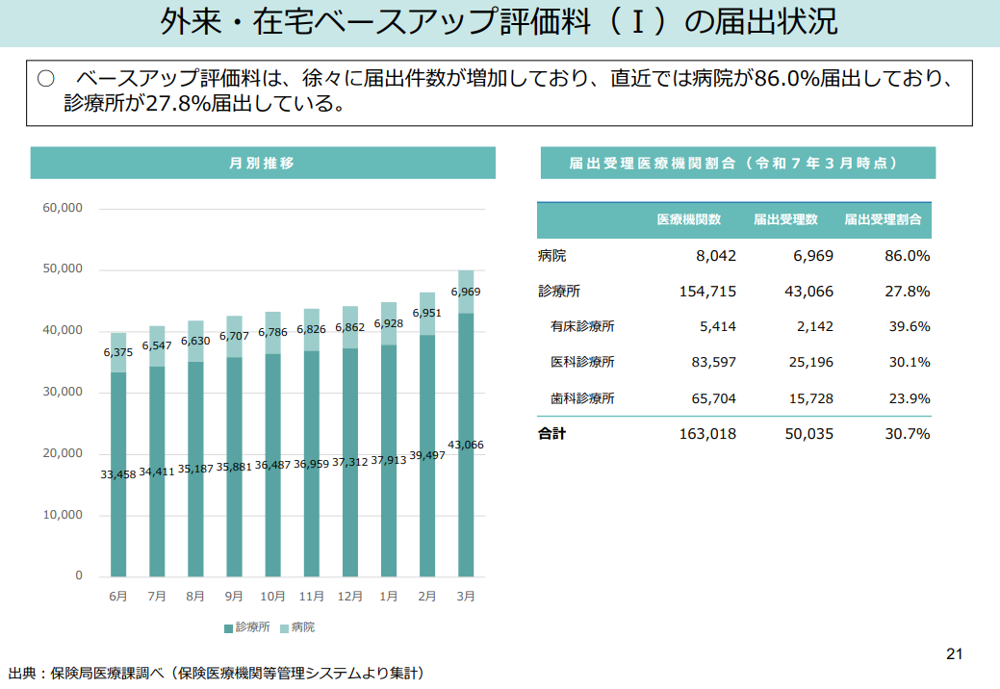 外来・在宅ベースアップ評価料（Ⅰ）の届出状況
○　ベースアップ評価料は、徐々に届出件数が増加しており、直近では病院が86.0%届出しており、
診療所が27.8%届出している。
月別推移
60,000
50,000
40,000
30,000
20,000
10,000
0
6,375 6,547 6,630 6,707 6,786 6,826 6,862 6,928 6,951 6,969
33,458 34,411 35,187 35,881 36,487 36,959 37,312 37,913 39,497 43,066
6月 7月 8月 9月 10月 11月 12月 1月 2月 3月
■診療所 ■病院
届出受理医療機関割合（令和７年３月時点）
医療機関数 届出受理数 届出受理割合
病院 8,042 6,969 86.0%
診療所 154,715 43,066 27.8%
有床診療所 5,414 2,142 39.6%
医科診療所 83,597 25,196 30.1%
歯科診療所 65,704 15,728 23.9%
合計 163,018 50,035 30.7%
21
出典：保険局医療課調べ（保険医療機関等管理システムより集計）